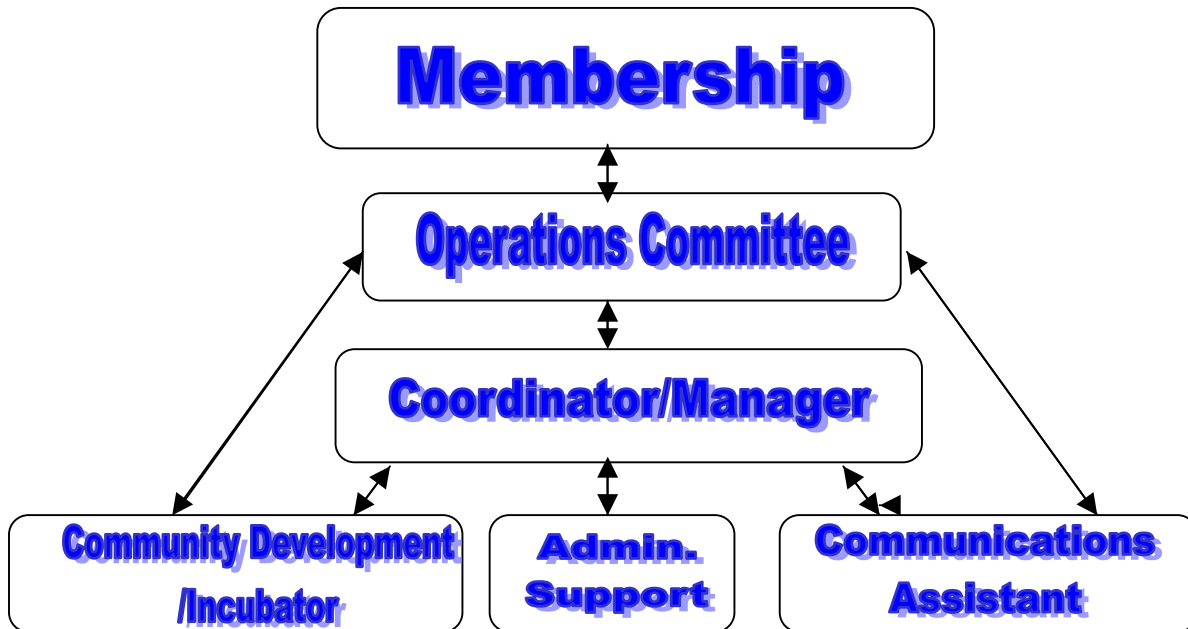 Membership
Operations Committee
Coordinator/Manager
Community Development
/Incubator
Admin.
Support
Communications
Assistant